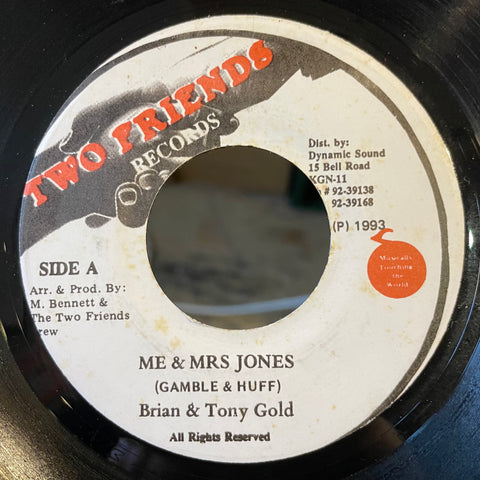 TWO FRIENDS
RECORDS
Dist. by:
Dynamic Sound
15 Bell Road
KGN-11
# 92-39138
92-39168
(P) 1993
Musically
Touching
the
World
SIDE A
Arr. & Prod. By:
M. Bennett &
The Two Friends
rew
ME & MRS JONES
(GAMBLE & HUFF)
Brian & Tony Gold
All Rights Reserved